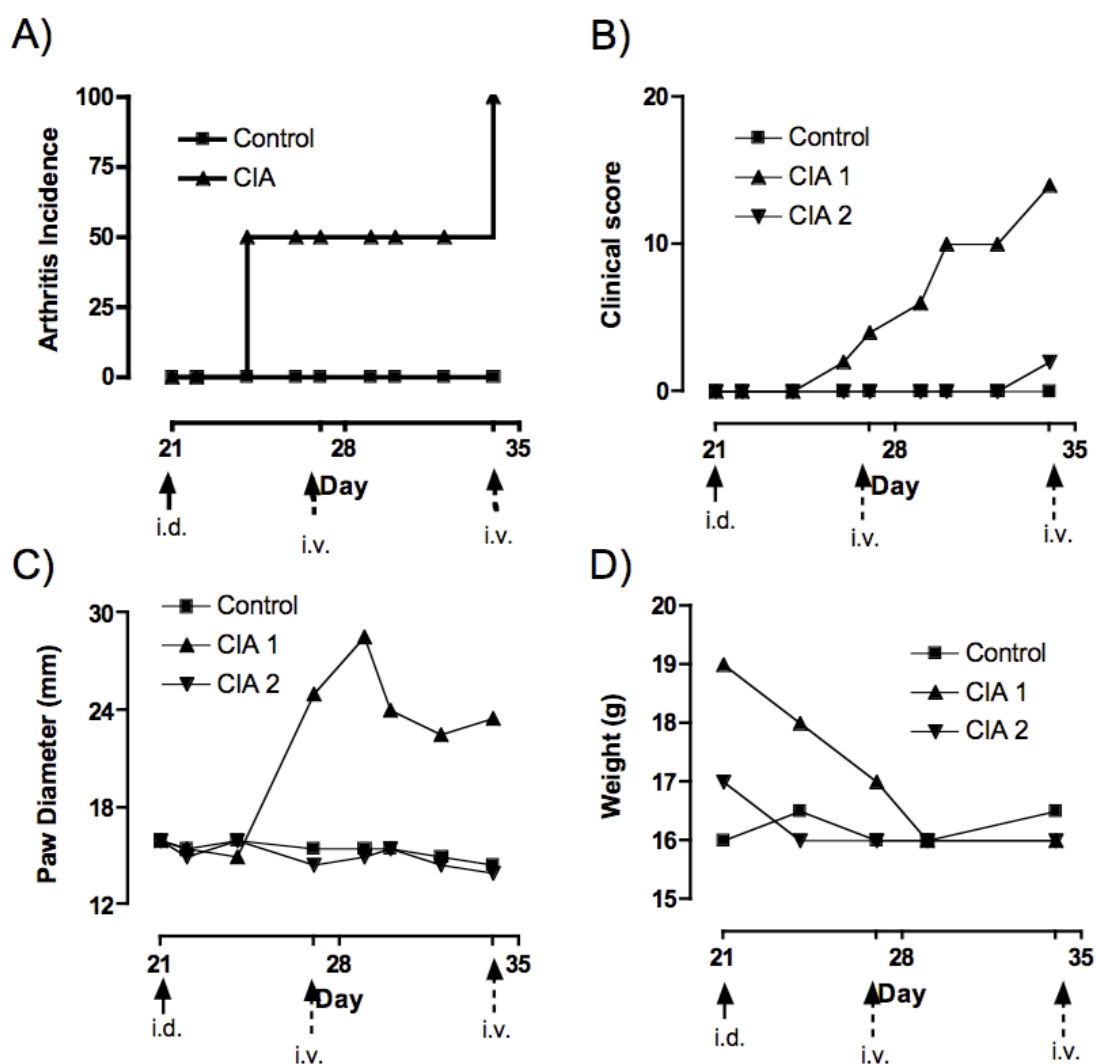 A)
100
75
50
25
0
Arthritis Incidence
Control
CIA
21
28
35
Day
i.d.
i.v.
i.v.
B)
20
10
0
Clinical score
Control
CIA 1
CIA 2
21
28
35
Day
i.d.
i.v.
i.v.
C)
30
24
18
12
Paw Diameter (mm)
Control
CIA 1
CIA 2
21
28
35
Day
i.d.
i.v.
i.v.
D)
20
19
18
17
16
15
Weight (g)
Control
CIA 1
CIA 2
21
28
35
Day
i.d.
i.v.
i.v.